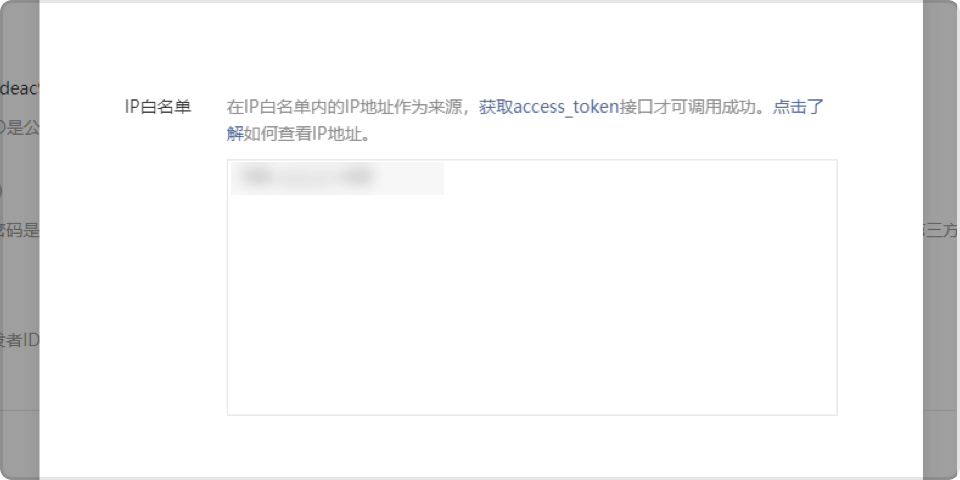 deac
IP白名单
在IP白名单内的IP地址作为来源，获取access_token接口才可调用成功。点击了
解如何查看IP地址。
是公
密码是
三方
发者ID